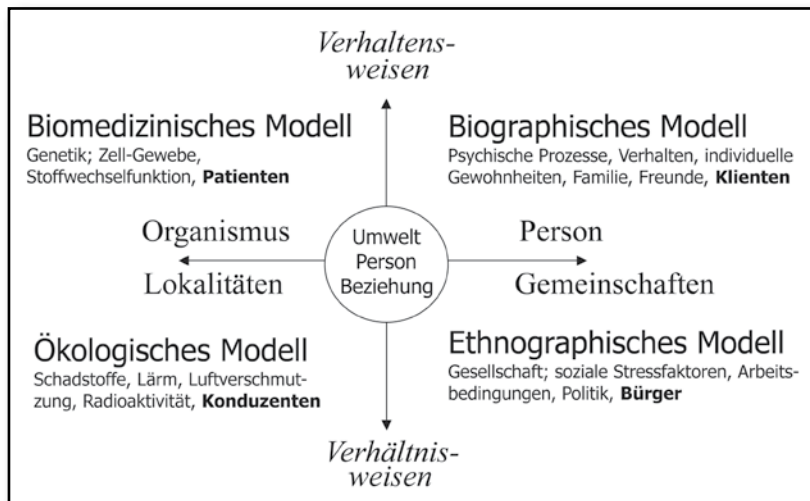 Verhaltens-
weisen
Biomedizinisches Modell
Genetik; Zell-Gewebe,
Stoffwechselfunktion, Patienten
Biographisches Modell
Psychische Prozesse, Verhalten, individuelle
Gewohnheiten, Familie, Freunde, Klienten
Organismus
Lokalitäten
Umwelt
Person
Beziehung
Person
Gemeinschaften
Ökologisches Modell
Schadstoffe, Lärm, Luftverschmut-
zung, Radioaktivität, Konduzenten
Ethnographisches Modell
Gesellschaft; soziale Stressfaktoren, Arbeits-
bedingungen, Politik, Bürger
Verhältnis-
weisen